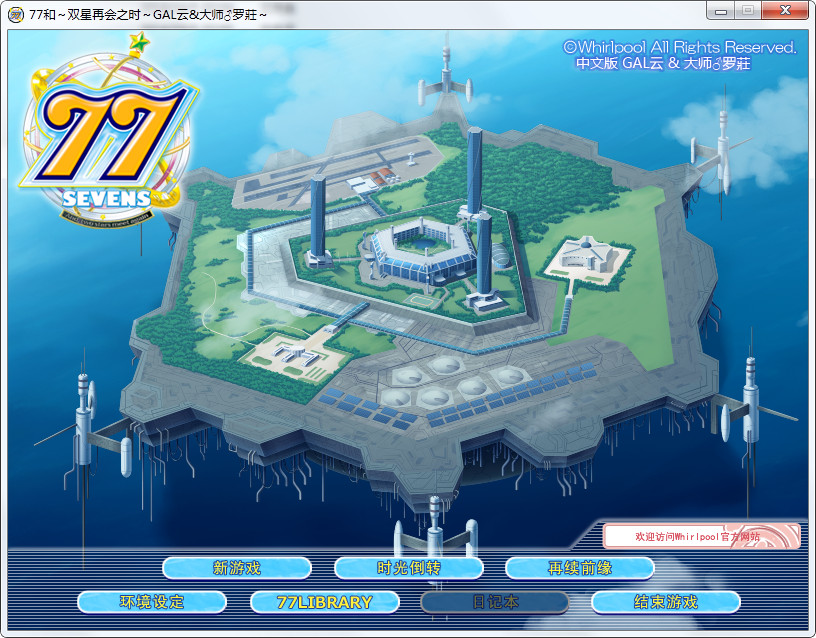 77和～双星再会之时～GAL云&大师♂罗莊～
©Whirlpool All Rights Reserved.
中文版 GAL云 & 大师♂罗莊
77
SEVENS
欢迎访问Whirlpool官方网站
新游戏
时光倒转
再续前缘
环境设定
77LIBRARY
日记本
结束游戏